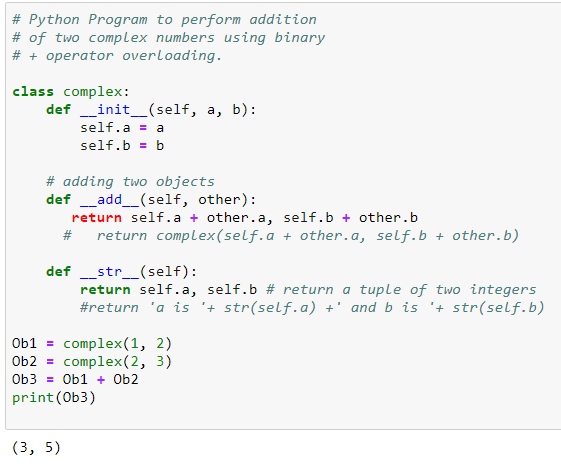 # Python Program to perform addition
# of two complex numbers using binary
# + operator overloading.
class complex:
    def __init__(self, a, b):
        self.a = a
        self.b = b
    # adding two objects
    def __add__(self, other):
       return self.a + other.a, self.b + other.b
      #   return complex(self.a + other.a, self.b + other.b)
    def __str__(self):
        return self.a, self.b # return a tuple of two integers
        #return 'a is '+ str(self.a) +' and b is '+ str(self.b)
Ob1 = complex(1, 2)
Ob2 = complex(2, 3)
Ob3 = Ob1 + Ob2
print(Ob3)
(3, 5)